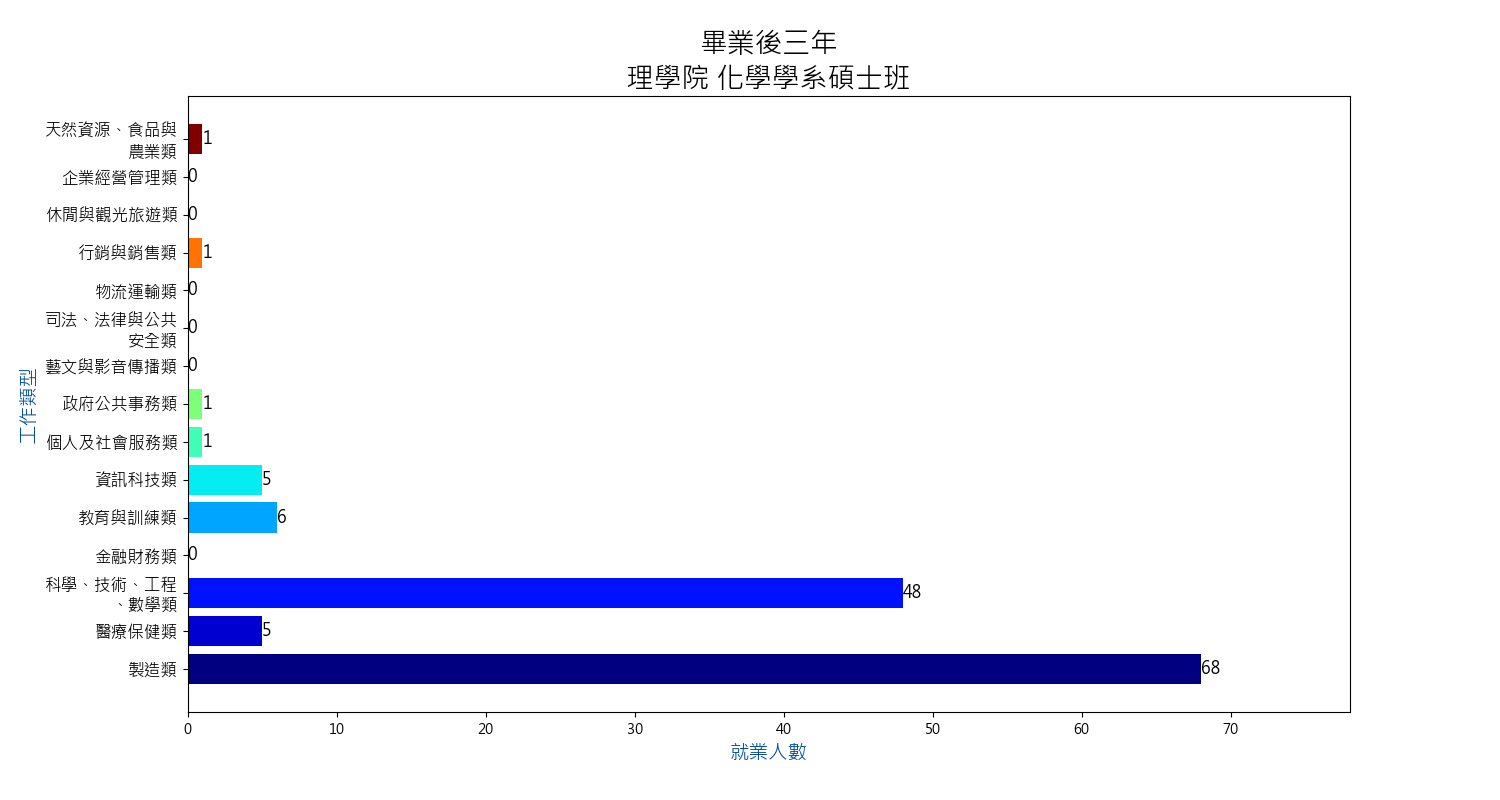 畢業後三年
理學院 化學學系碩士班
天然資源、食品與
農業類
1
企業經營管理類
0
休閒與觀光旅遊類
0
行銷與銷售類
1
物流運輸類
0
司法、法律與公共
安全類
0
藝文與影音傳播類
0
政府公共事務類
1
個人及社會服務類
1
資訊科技類
5
教育與訓練類
6
金融財務類
0
科學、技術、工程
、數學類
48
醫療保健類
5
製造類
68
工作類型
0 10 20 30 40 50 60 70
就業人數